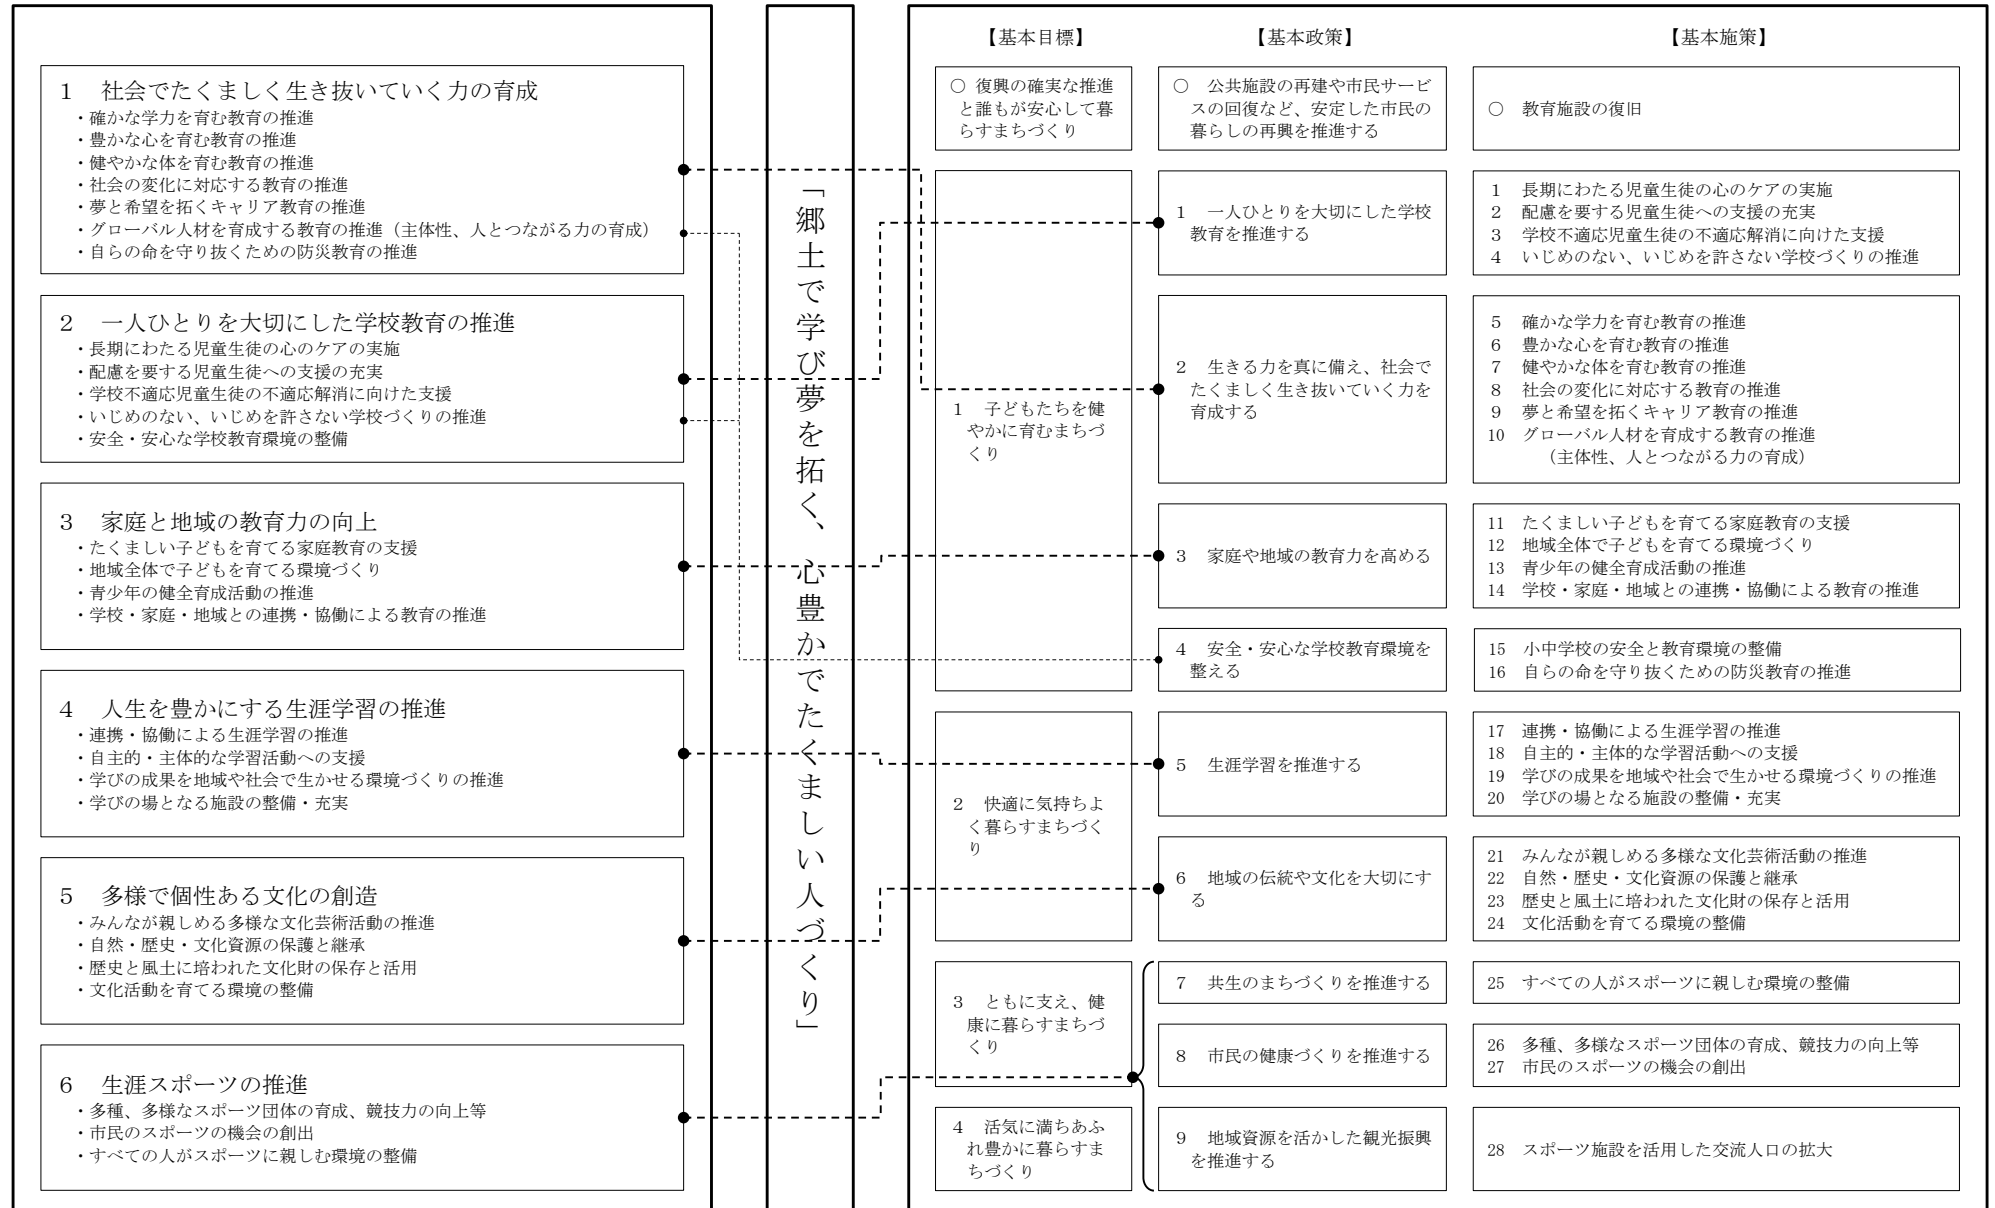 1　社会でたくましく生き抜いていく力の育成
・確かな学力を育む教育の推進
・豊かな心を育む教育の推進
・健やかな体を育む教育の推進
・社会の変化に対応する教育の推進
・夢と希望を拓くキャリア教育の推進
・グローバル人材を育成する教育の推進（主体性、人とつながる力の育成）
・自らの命を守り抜くための防災教育の推進
2　一人ひとりを大切にした学校教育の推進
・長期にわたる児童生徒の心のケアの実施
・配慮を要する児童生徒への支援の充実
・学校不適応児童生徒の不適応解消に向けた支援
・いじめのない、いじめを許さない学校づくりの推進
・安全・安心な学校教育環境の整備
3　家庭と地域の教育力の向上
・たくましい子どもを育てる家庭教育の支援
・地域全体で子どもを育てる環境づくり
・青少年の健全育成活動の推進
・学校・家庭・地域との連携・協働による教育の推進
4　人生を豊かにする生涯学習の推進
・連携・協働による生涯学習の推進
・自主的・主体的な学習活動への支援
・学びの成果を地域や社会で生かせる環境づくりの推進
・学びの場となる施設の整備・充実
5　多様で個性ある文化の創造
・みんなが親しめる多様な文化芸術活動の推進
・自然・歴史・文化資源の保護と継承
・歴史と風土に培われた文化財の保存と活用
・文化活動を育てる環境の整備
6　生涯スポーツの推進
・多種、多様なスポーツ団体の育成、競技力の向上等
・市民のスポーツの機会の創出
・すべての人がスポーツに親しむ環境の整備
「郷土で学び夢を拓く、心豊かでたくましい人づくり」
【基本目標】
○ 復興の確実な推進
と誰もが安心して暮
らすまちづくり
1　子どもたちを健
やかに育むまちづ
くり
2　快適に気持ちよ
く暮らすまちづく
り
3　ともに支え、健
康に暮らすまちづ
くり
4　活気に満ちあふ
れ豊かに暮らすま
ちづくり
【基本政策】
○　公共施設の再建や市民サービ
スの回復など、安定した市民の
暮らしの再興を推進する
1　一人ひとりを大切にした学校
教育を推進する
2　生きる力を真に備え、社会で
たくましく生き抜いていく力を
育成する
3　家庭や地域の教育力を高める
4　安全・安心な学校教育環境を
整える
5　生涯学習を推進する
6　地域の伝統や文化を大切にす
る
7　共生のまちづくりを推進する
8　市民の健康づくりを推進する
9　地域資源を活かした観光振興
を推進する
【基本施策】
○　教育施設の復旧
1　長期にわたる児童生徒の心のケアの実施
2　配慮を要する児童生徒への支援の充実
3　学校不適応児童生徒の不適応解消に向けた支援
4　いじめのない、いじめを許さない学校づくりの推進
5　確かな学力を育む教育の推進
6　豊かな心を育む教育の推進
7　健やかな体を育む教育の推進
8　社会の変化に対応する教育の推進
9　夢と希望を拓くキャリア教育の推進
10　グローバル人材を育成する教育の推進
（主体性、人とつながる力の育成）
11　たくましい子どもを育てる家庭教育の支援
12　地域全体で子どもを育てる環境づくり
13　青少年の健全育成活動の推進
14　学校・家庭・地域との連携・協働による教育の推進
15　小中学校の安全と教育環境の整備
16　自らの命を守り抜くための防災教育の推進
17　連携・協働による生涯学習の推進
18　自主的・主体的な学習活動への支援
19　学びの成果を地域や社会で生かせる環境づくりの推進
20　学びの場となる施設の整備・充実
21　みんなが親しめる多様な文化芸術活動の推進
22　自然・歴史・文化資源の保護と継承
23　歴史と風土に培われた文化財の保存と活用
24　文化活動を育てる環境の整備
25　すべての人がスポーツに親しむ環境の整備
26　多種、多様なスポーツ団体の育成、競技力の向上等
27　市民のスポーツの機会の創出
28　スポーツ施設を活用した交流人口の拡大